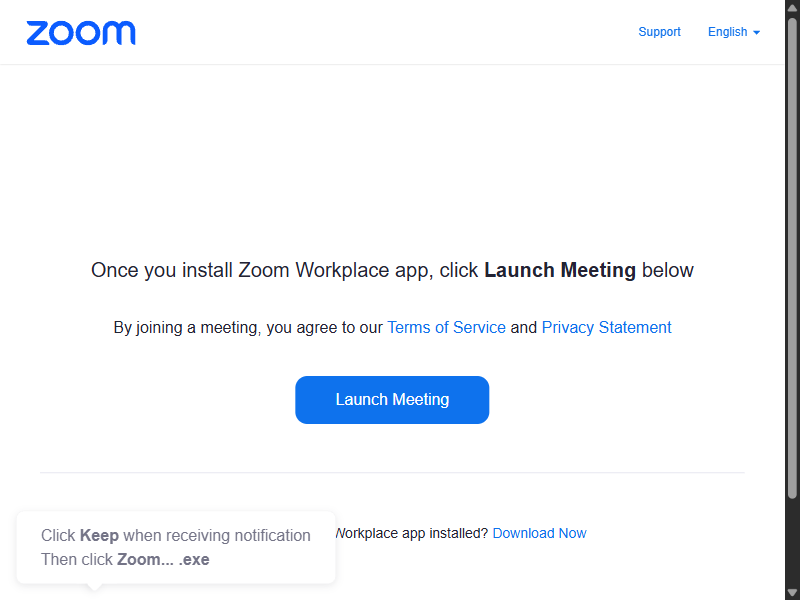 zoom
Support English
Once you install Zoom Workplace app, click Launch Meeting below
By joining a meeting, you agree to our Terms of Service and Privacy Statement
Launch Meeting
Workplace app installed? Download Now
Click Keep when receiving notification
Then click Zoom... .exe